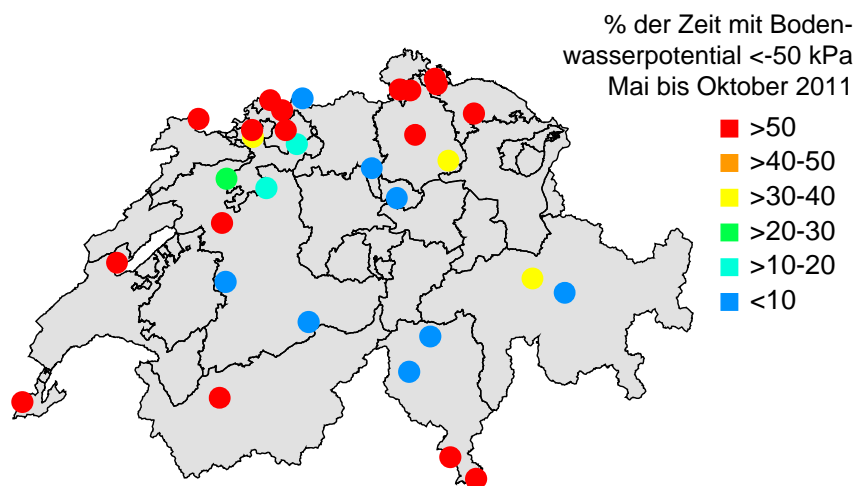 % der Zeit mit Boden-
wasserpotential <-50 kPa
Mai bis Oktober 2011
>50
>40-50
>30-40
>20-30
>10-20
<10